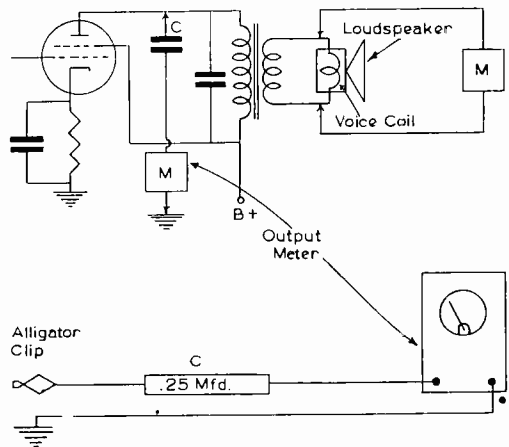 C
Loudspeaker
M
Voice Coil
M
B+
Output
Meter
Alligator
Clip
C
.25 Mfd.